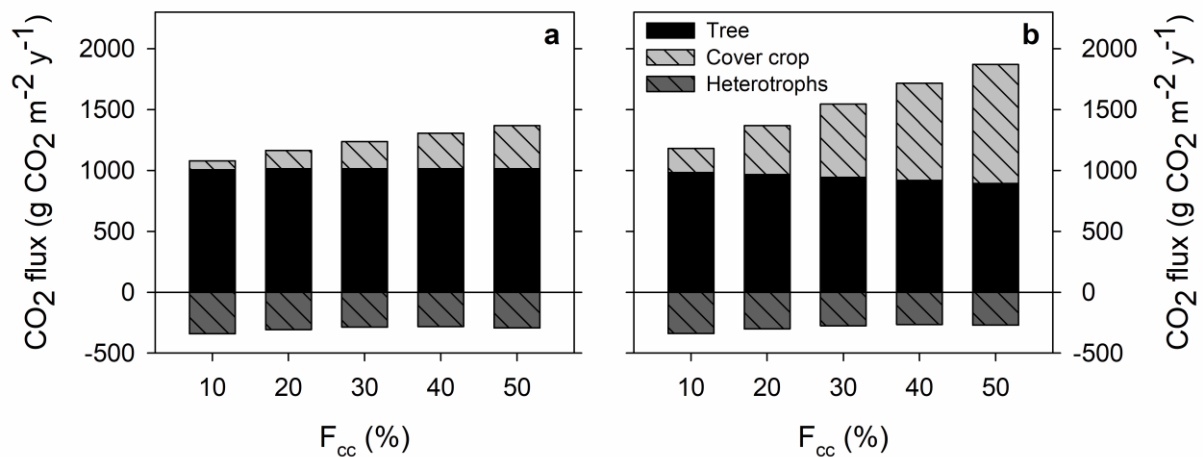 a
CO2 flux (g CO2 m-2 y-1)
2000
1500
1000
500
0
-500
10 20 30 40 50
Fcc (%)
b
Tree
Cover crop
Heterotrophs
2000
1500
1000
500
0
-500
CO2 flux (g CO2 m-2 y-1)
10 20 30 40 50
Fcc (%)